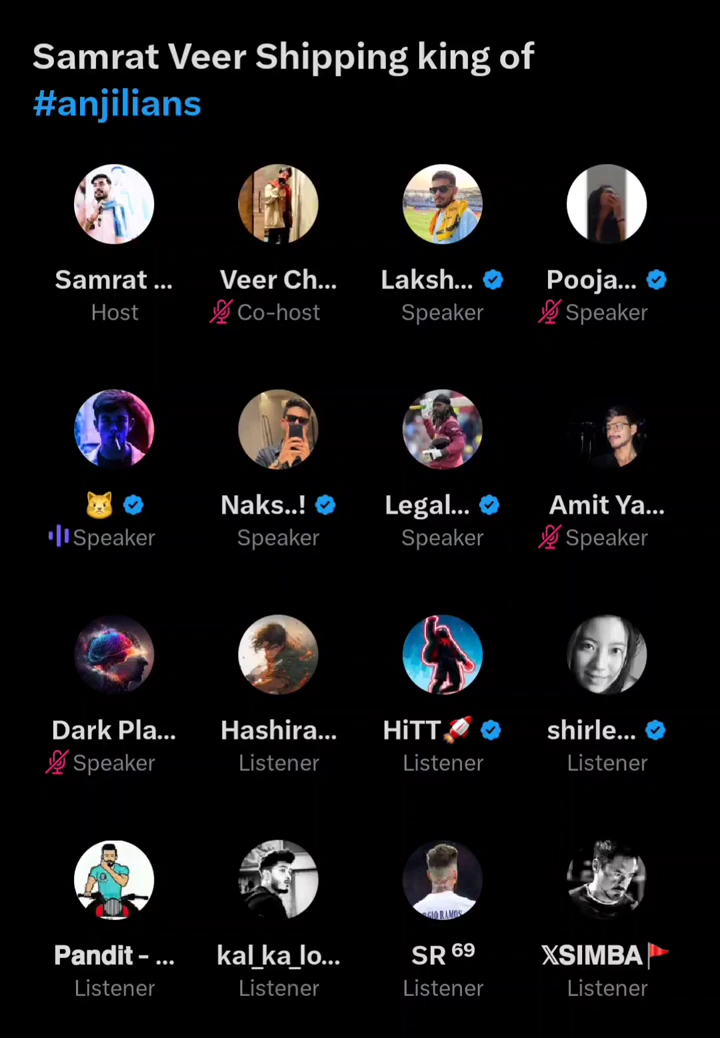 Samrat Veer Shipping king of
#anjilians
Samrat ... Veer Ch... Laksh... Pooja...
Host Co-host Speaker Speaker
😼 Naks..! Legal... Amit Ya...
Speaker Speaker Speaker Speaker
Dark Pla... Hashira... HiTT🚀 shirle...
Speaker Listener Listener Listener
Pandit - ... kal_ka_lo... SR ⁶⁹ 𝕏SIMBA🚩
Listener Listener Listener Listener